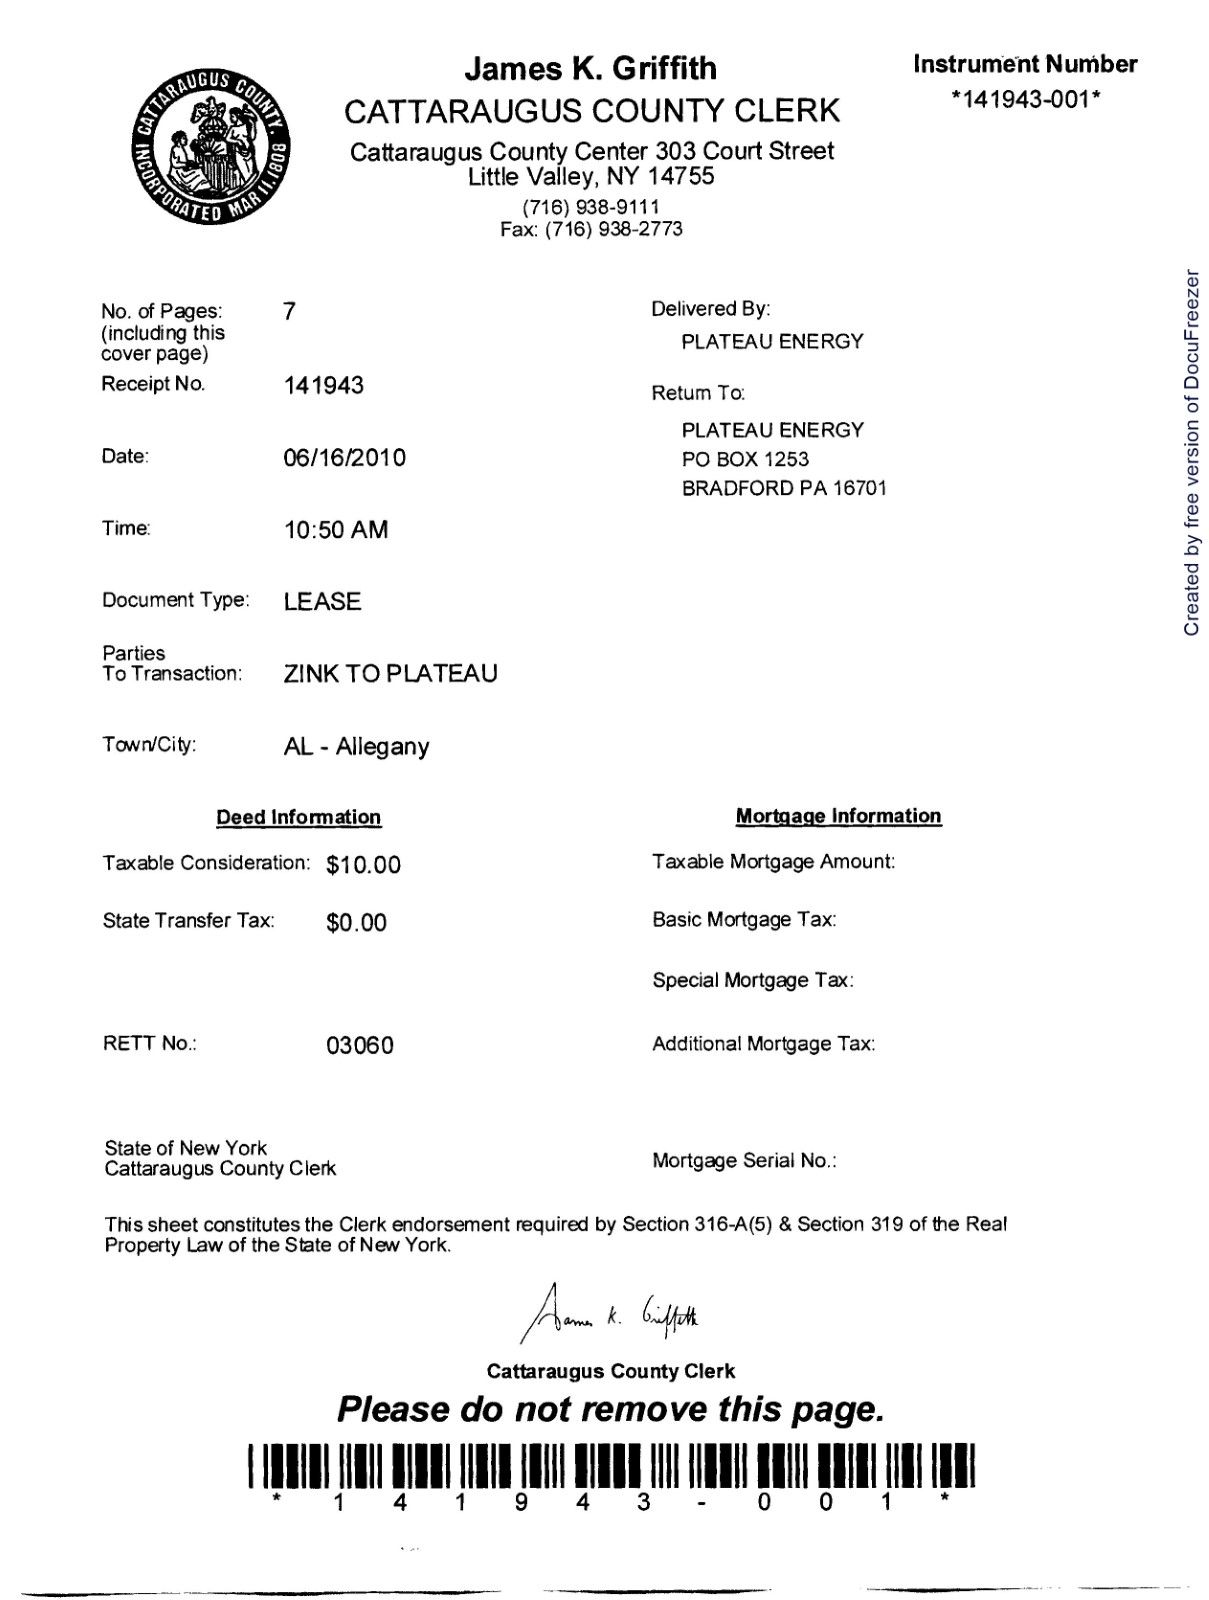 James K. Griffith
CATTARAUGUS COUNTY CLERK
Cattaraugus County Center 303 Court Street
Little Valley, NY 14755
(716) 938-9111
Fax: (716) 938-2773
Instrument Number
*141943-001*
CATTARAUGUS COUNTY.
INCORPORATED MAR 11.1808
No. of Pages: 7
(including this
cover page)
Receipt No. 141943
Date: 06/16/2010
Time: 10:50 AM
Document Type: LEASE
Parties
To Transaction: ZINK TO PLATEAU
Town/City: AL - Allegany
Delivered By:
PLATEAU ENERGY
Return To:
PLATEAU ENERGY
PO BOX 1253
BRADFORD PA 16701
Deed Information
Taxable Consideration: $10.00
State Transfer Tax: $0.00
RETT No.: 03060
Mortgage Information
Taxable Mortgage Amount:
Basic Mortgage Tax:
Special Mortgage Tax:
Additional Mortgage Tax:
State of New York
Cattaraugus County Clerk
Mortgage Serial No.:
This sheet constitutes the Clerk endorsement required by Section 316-A(5) & Section 319 of the Real
Property Law of the State of New York.
James K. Griffith
Cattaraugus County Clerk
Please do not remove this page.
* 1 4 1 9 4 3 - 0 0 1 *
Created by free version of DocuFreezer